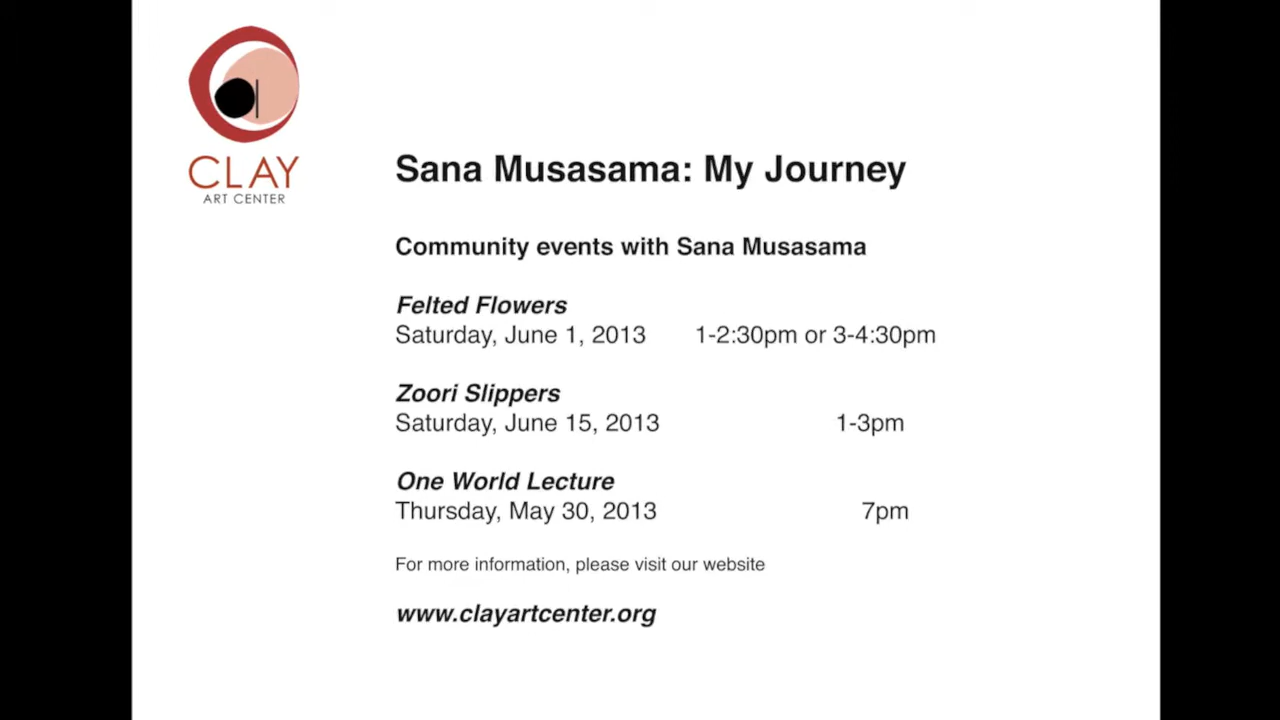 CLAY
ART CENTER
Sana Musasama: My Journey
Community events with Sana Musasama
Felted Flowers
Saturday, June 1, 2013 1-2:30pm or 3-4:30pm
Zoori Slippers
Saturday, June 15, 2013 1-3pm
One World Lecture
Thursday, May 30, 2013 7pm
For more information, please visit our website
www.clayartcenter.org